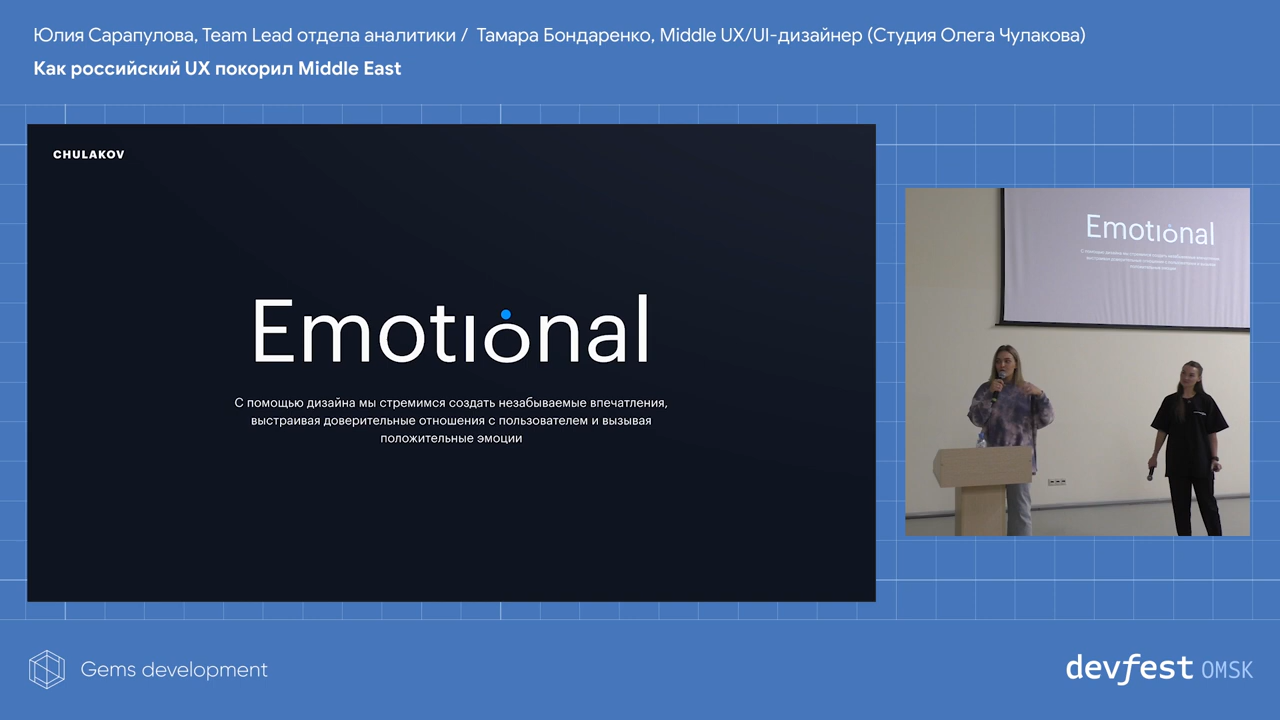 Юлия Сарапулова, Team Lead отдела аналитики / Тамара Бондаренко, Middle UX/UI-дизайнер (Студия Олега Чулакова)
Как российский UX покорил Middle East
CHULAKOV
Emotional
С помощью дизайна мы стремимся создать незабываемые впечатления,
выстраивая доверительные отношения с пользователем и вызывая
положительные эмоции
Emotional
Gems development
devfest OMSK